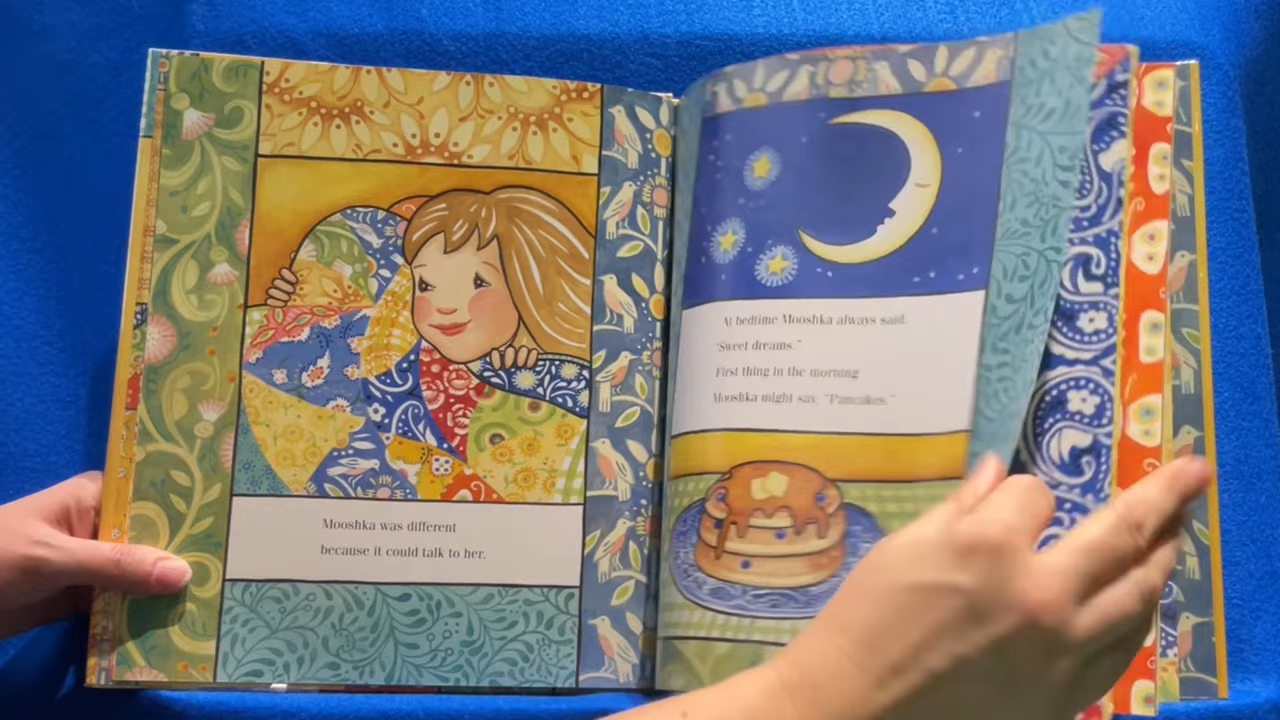 Mooshka was different
because it could talk to her.
At bedtime Mooshka always said,
"Sweet dreams."
First thing in the morning
Mooshka might say, "Pancakes."